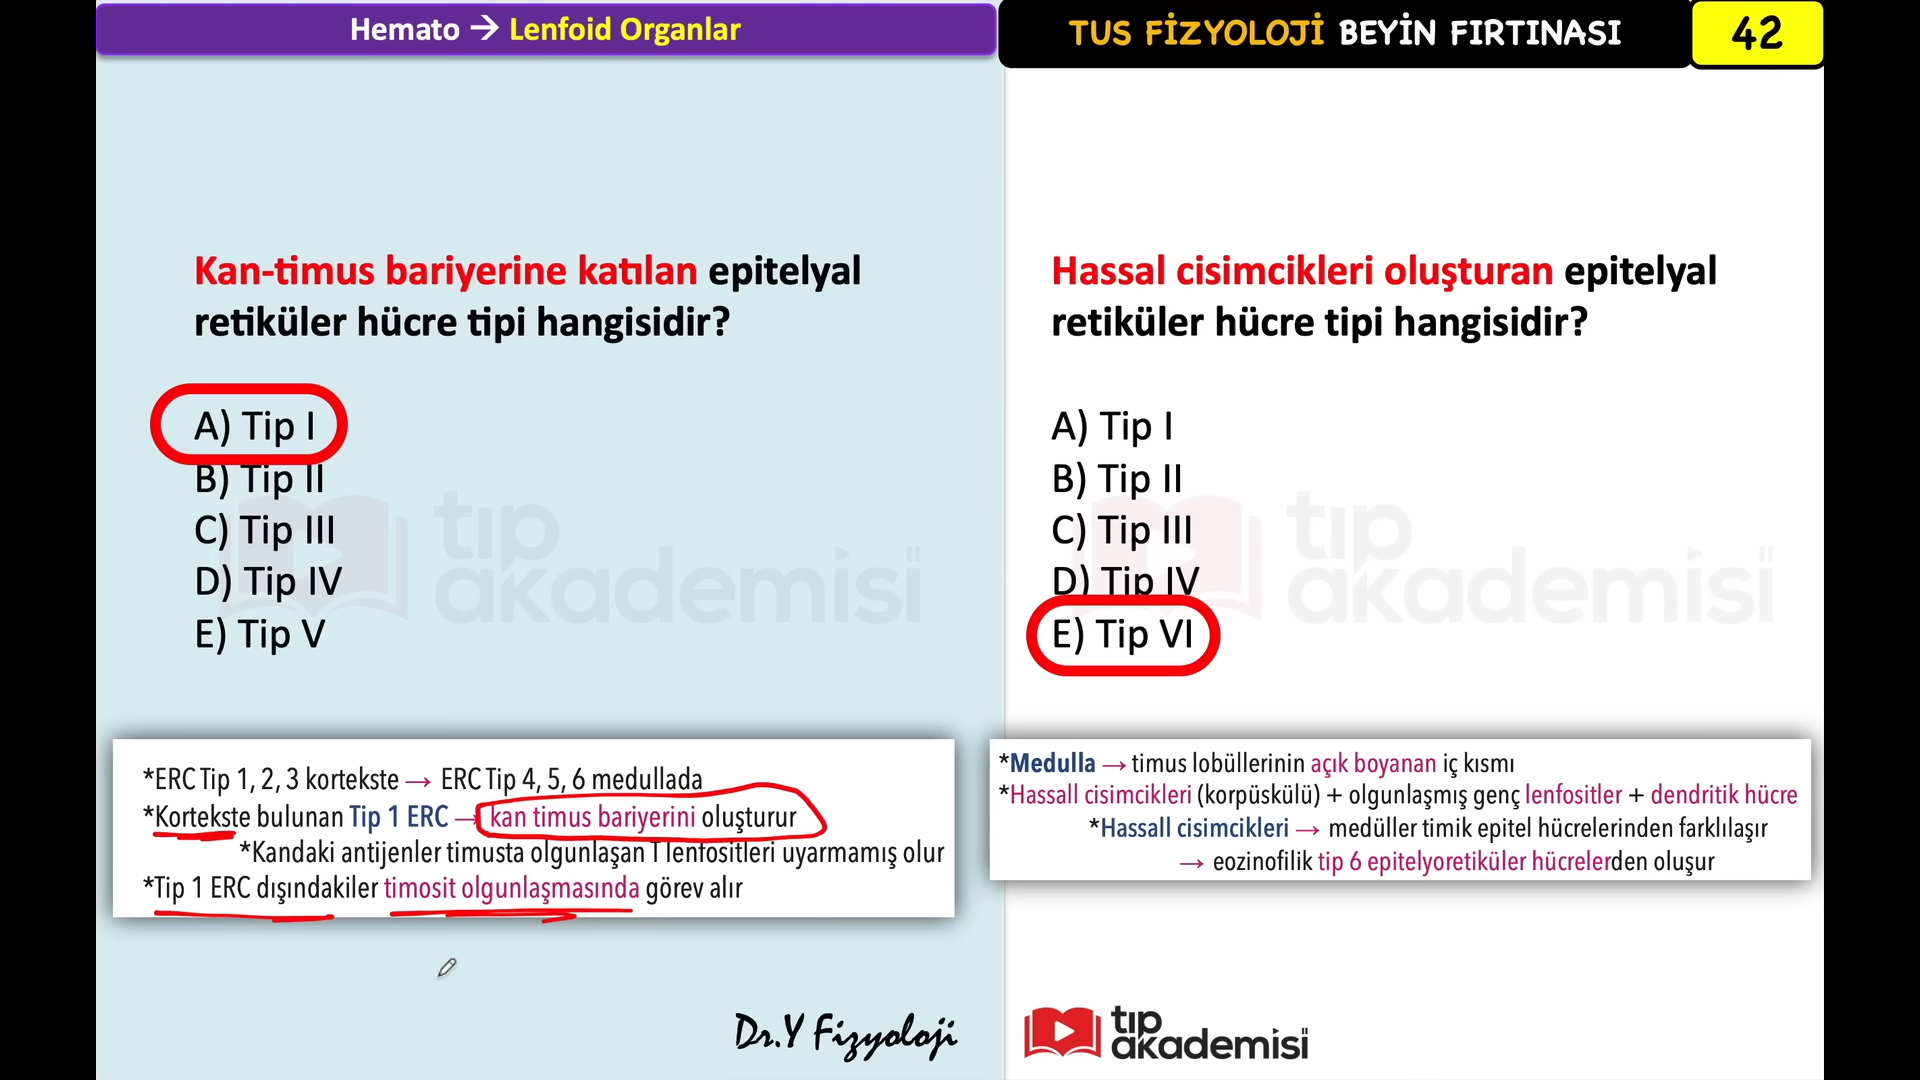 Hemato → Lenfoid Organlar
TUS FİZYOLOJİ BEYİN FIRTINASI
42
Kan-timus bariyerine katılan epitelyal
retiküler hücre tipi hangisidir?
A) Tip I
B) Tip II
C) Tip III
D) Tip IV
E) Tip V
tıp
akademisi
*ERC Tip 1, 2, 3 kortekste → ERC Tip 4, 5, 6 medullada
*Kortekste bulunan Tip 1 ERC → kan timus bariyerini oluşturur
*Kandaki antijenler timusta olgunlaşan T lenfositleri uyarmamış olur
*Tip 1 ERC dışındakiler timosit olgunlaşmasında görev alır
Dr.Y Fizyoloji
Hassal cisimcikleri oluşturan epitelyal
retiküler hücre tipi hangisidir?
A) Tip I
B) Tip II
C) Tip III
D) Tip IV
E) Tip VI
tıp
akademisi
*Medulla → timus lobüllerinin açık boyanan iç kısmı
*Hassall cisimcikleri (korpüskülü) + olgunlaşmış genç lenfositler + dendritik hücre
*Hassall cisimcikleri → medüller timik epitel hücrelerinden farklılaşır
→ eozinofilik tip 6 epitelyoretiküler hücrelerden oluşur
tıp
akademisi